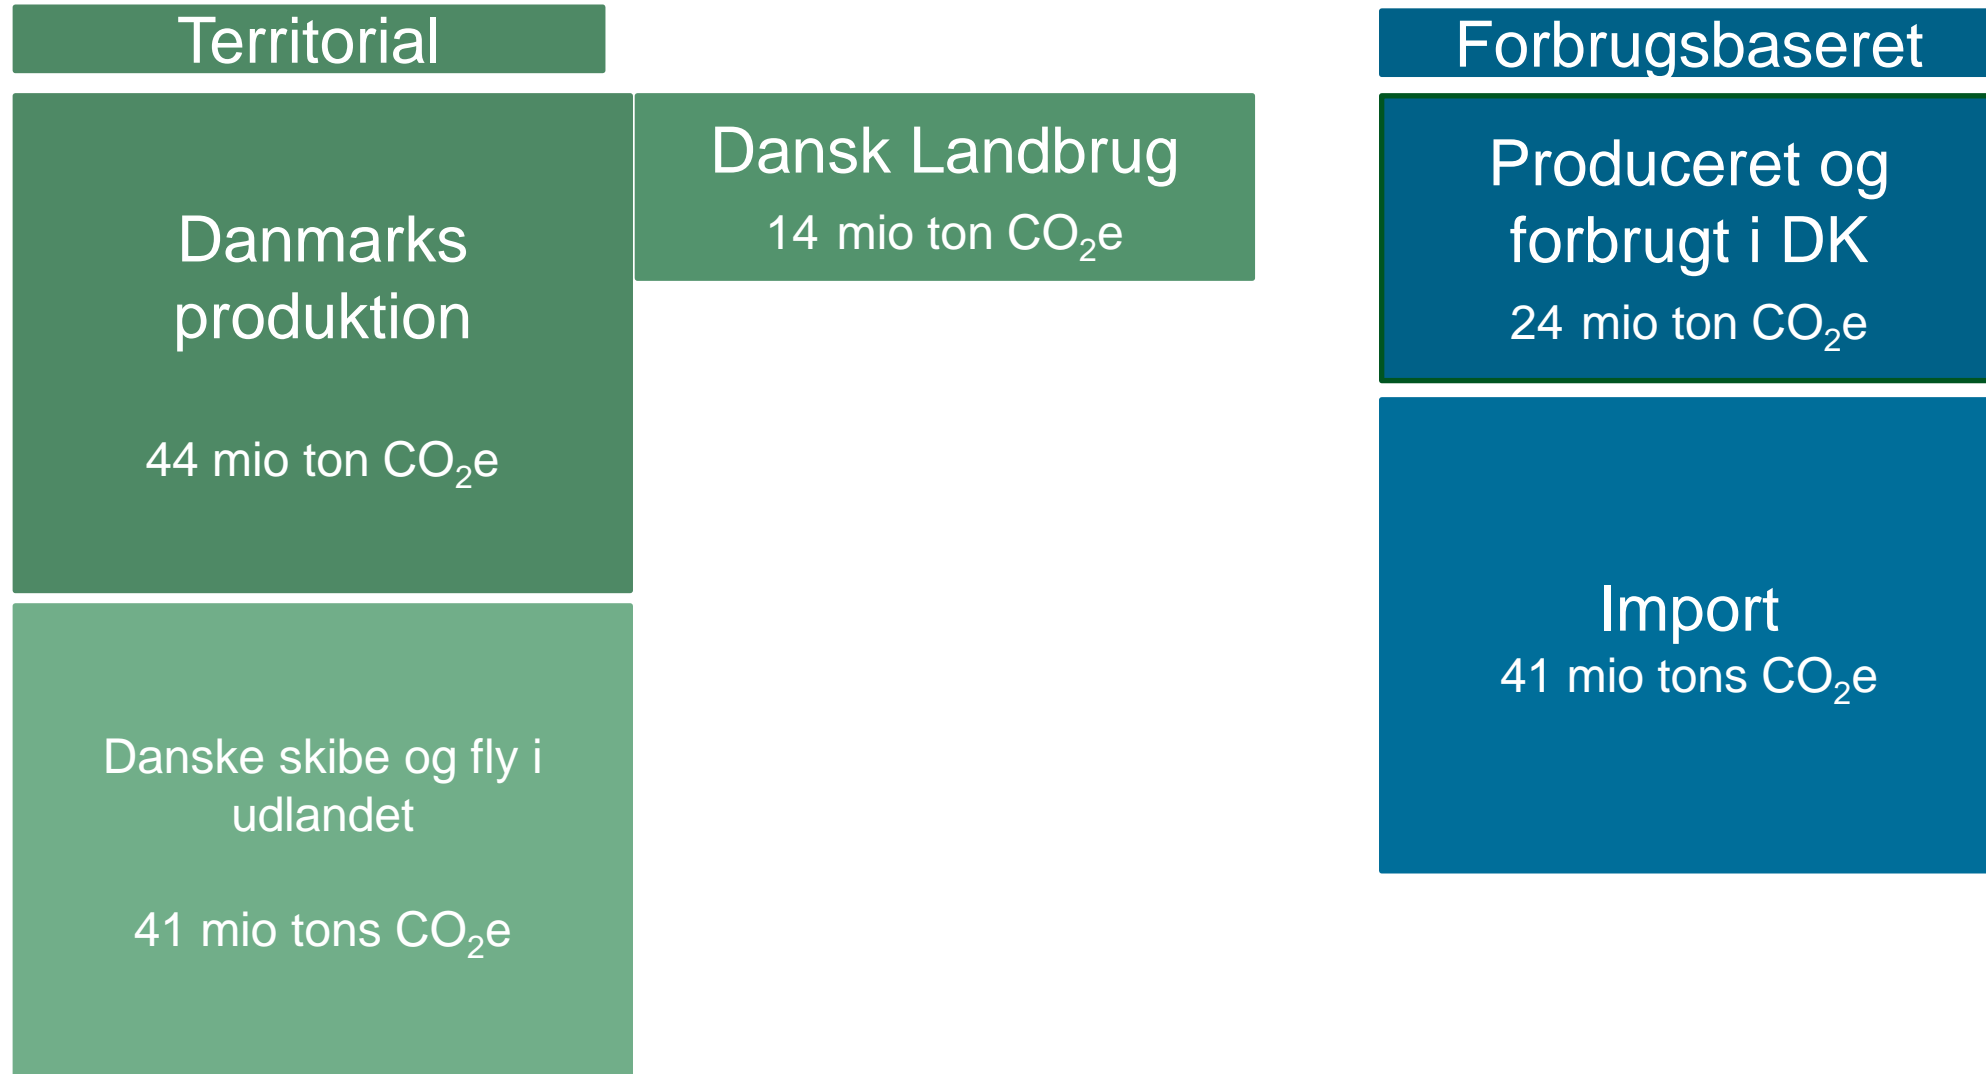 Territorial
Danmarks
produktion
44 mio ton CO₂e
Danske skibe og fly i
udlandet
41 mio tons CO₂e
Dansk Landbrug
14 mio ton CO₂e
Forbrugsbaseret
Produceret og
forbrugt i DK
24 mio ton CO₂e
Import
41 mio tons CO₂e